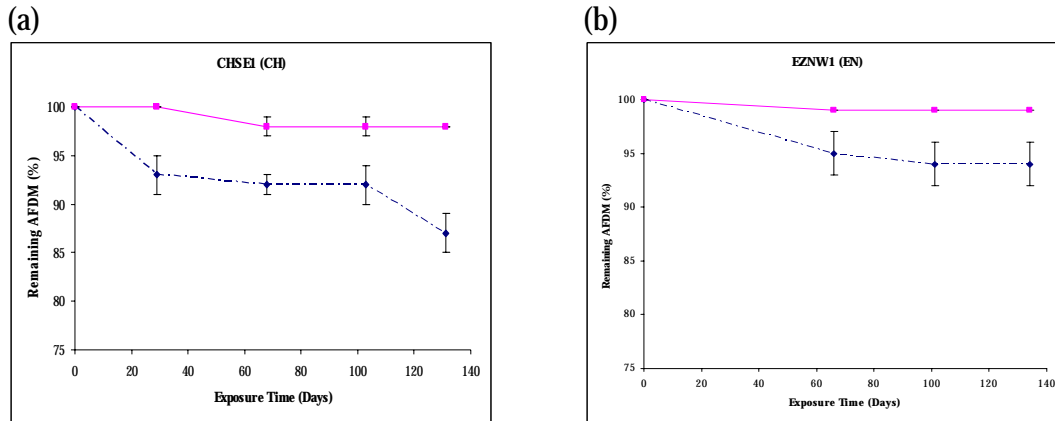 (a)
CHSE1 (CH)
Remaining AFDM (%)
100
95
90
85
80
75
0 20 40 60 80 100 120 140
Exposure Time (Days)
(b)
EZNW1 (EN)
Remaining AFDM (%)
100
95
90
85
80
75
0 20 40 60 80 100 120 140
Exposure Time (Days)